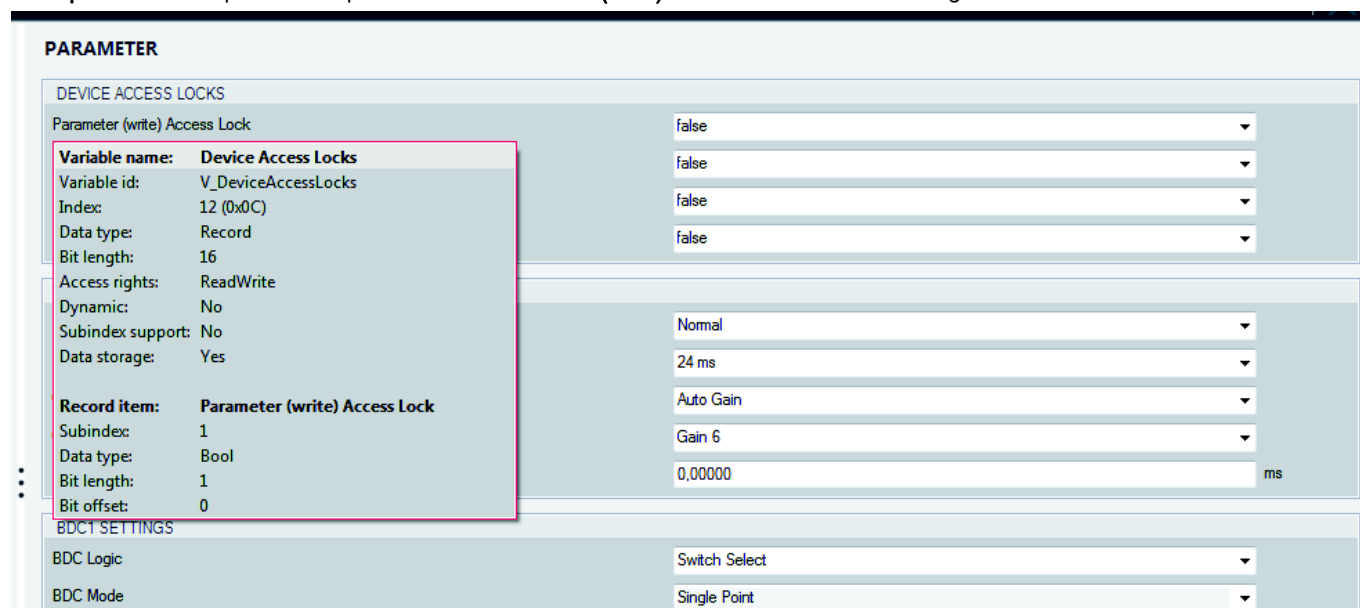 PARAMETER
DEVICE ACCESS LOCKS
Parameter (write) Access Lock false
Variable name: Device Access Locks
false
Variable id: V_DeviceAccessLocks
Index: 12 (0x0C)
false
Data type: Record
false
Bit length: 16
Access rights: ReadWrite
Dynamic: No
Subindex support: No
Normal
Data storage: Yes
24 ms
Record item: Parameter (write) Access Lock
Auto Gain
Subindex: 1
Gain 6
Data type: Bool
Bit length: 1
0,00000 ms
Bit offset: 0
BDC1 SETTINGS
BDC Logic Switch Select
BDC Mode Single Point